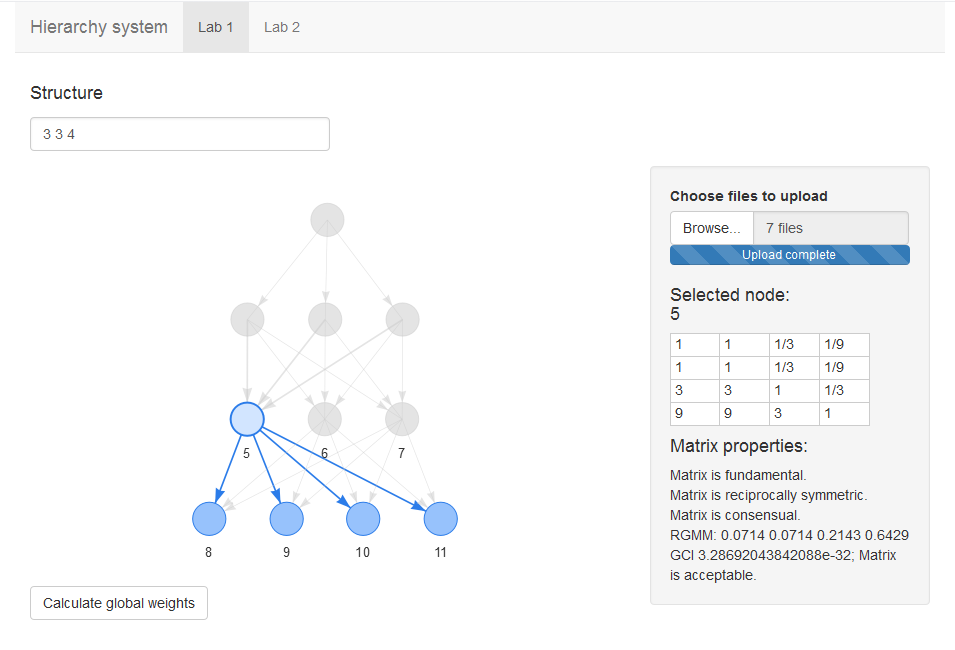 Hierarchy system Lab 1 Lab 2
Structure
3 3 4
Choose files to upload
Browse... 7 files
Upload complete
Selected node:
5
1 1 1/3 1/9
1 1 1/3 1/9
3 3 1 1/3
9 9 3 1
Matrix properties:
Matrix is fundamental.
Matrix is reciprocally symmetric.
Matrix is consensual.
RGMM: 0.0714 0.0714 0.2143 0.6429
GCI 3.28692043842088e-32; Matrix
is acceptable.
5 6 7
8 9 10 11
Calculate global weights